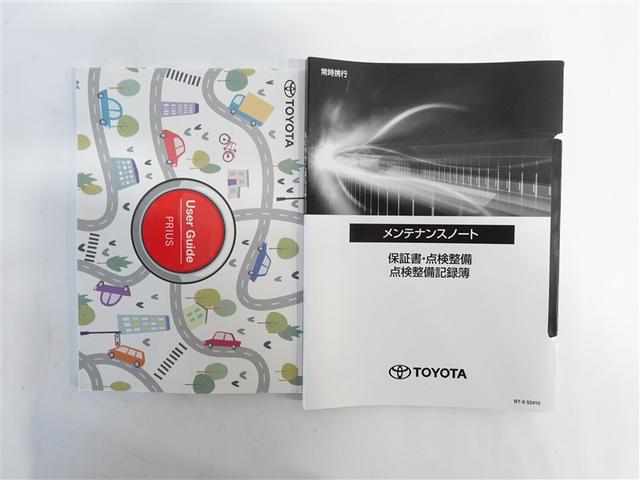 TOYOTA
User Guide
PRIUS
常時携行
メンテナンスノート
保証書・点検整備
点検整備記録簿
TOYOTA
BT-0 52410